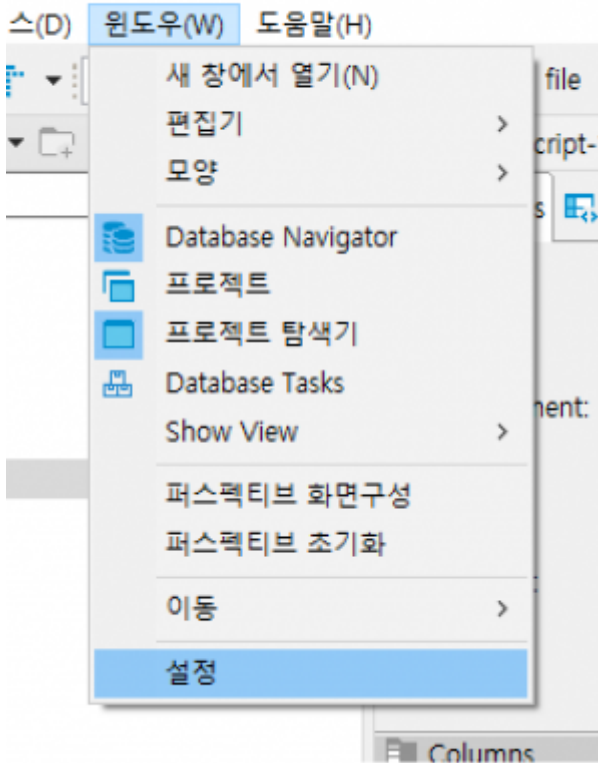 스(D) 윈도우(W) 도움말(H)
새 창에서 열기(N)
file
편집기
cript-
모양
s
Database Navigator
프로젝트
프로젝트 탐색기
Database Tasks
nent:
Show View
퍼스펙티브 화면구성
퍼스펙티브 초기화
이동
설정
Columns